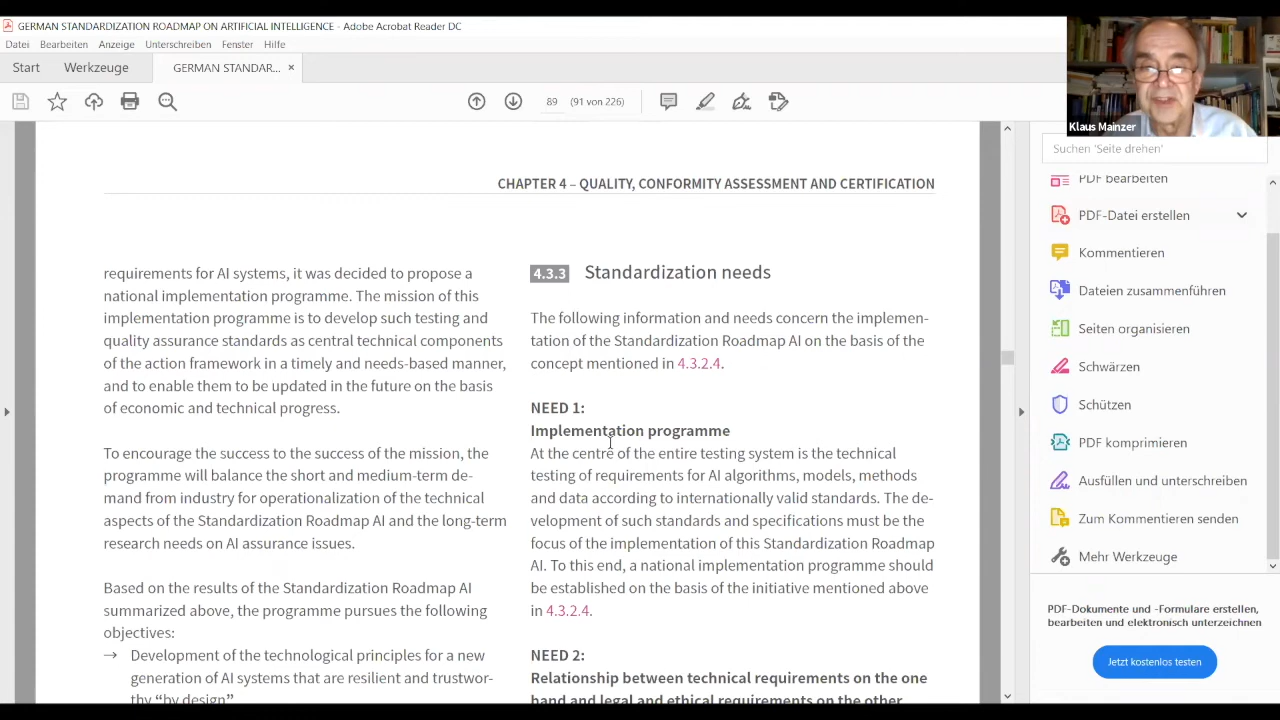 GERMAN STANDARDIZATION ROADMAP ON ARTIFICIAL INTELLIGENCE - Adobe Acrobat Reader DC
Datei Bearbeiten Anzeige Unterschreiben Fenster Hilfe
Start Werkzeuge GERMAN STANDAR... ×
89 (91 von 226)
Klaus Mainzer
CHAPTER 4 – QUALITY, CONFORMITY ASSESSMENT AND CERTIFICATION
requirements for AI systems, it was decided to propose a
national implementation programme. The mission of this
implementation programme is to develop such testing and
quality assurance standards as central technical components
of the action framework in a timely and needs-based manner,
and to enable them to be updated in the future on the basis
of economic and technical progress.
To encourage the success to the success of the mission, the
programme will balance the short and medium-term de-
mand from industry for operationalization of the technical
aspects of the Standardization Roadmap AI and the long-term
research needs on AI assurance issues.
Based on the results of the Standardization Roadmap AI
summarized above, the programme pursues the following
objectives:
→ Development of the technological principles for a new
generation of AI systems that are resilient and trustwor-
thy “by design”
4.3.3 Standardization needs
The following information and needs concern the implemen-
tation of the Standardization Roadmap AI on the basis of the
concept mentioned in 4.3.2.4.
NEED 1:
Implementation programme
At the centre of the entire testing system is the technical
testing of requirements for AI algorithms, models, methods
and data according to internationally valid standards. The de-
velopment of such standards and specifications must be the
focus of the implementation of this Standardization Roadmap
AI. To this end, a national implementation programme should
be established on the basis of the initiative mentioned above
in 4.3.2.4.
NEED 2:
Relationship between technical requirements on the one
hand and legal and ethical requirements on the other
Suchen 'Seite drehen'
PDF bearbeiten
PDF-Datei erstellen
Kommentieren
Dateien zusammenführen
Seiten organisieren
Schwärzen
Schützen
PDF komprimieren
Ausfüllen und unterschreiben
Zum Kommentieren senden
Mehr Werkzeuge
PDF-Dokumente und -Formulare erstellen,
bearbeiten und elektronisch unterzeichnen
Jetzt kostenlos testen